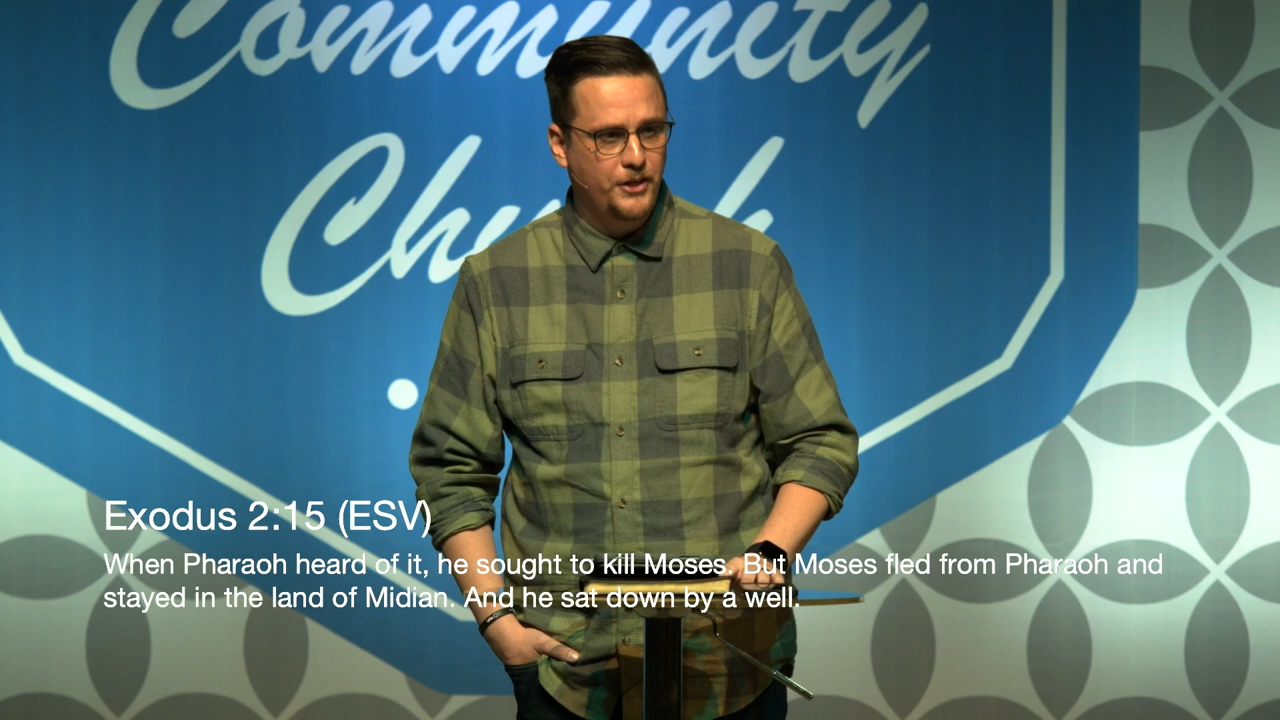 Community
Church
Exodus 2:15 (ESV)
When Pharaoh heard of it, he sought to kill Moses. But Moses fled from Pharaoh and
stayed in the land of Midian. And he sat down by a well.